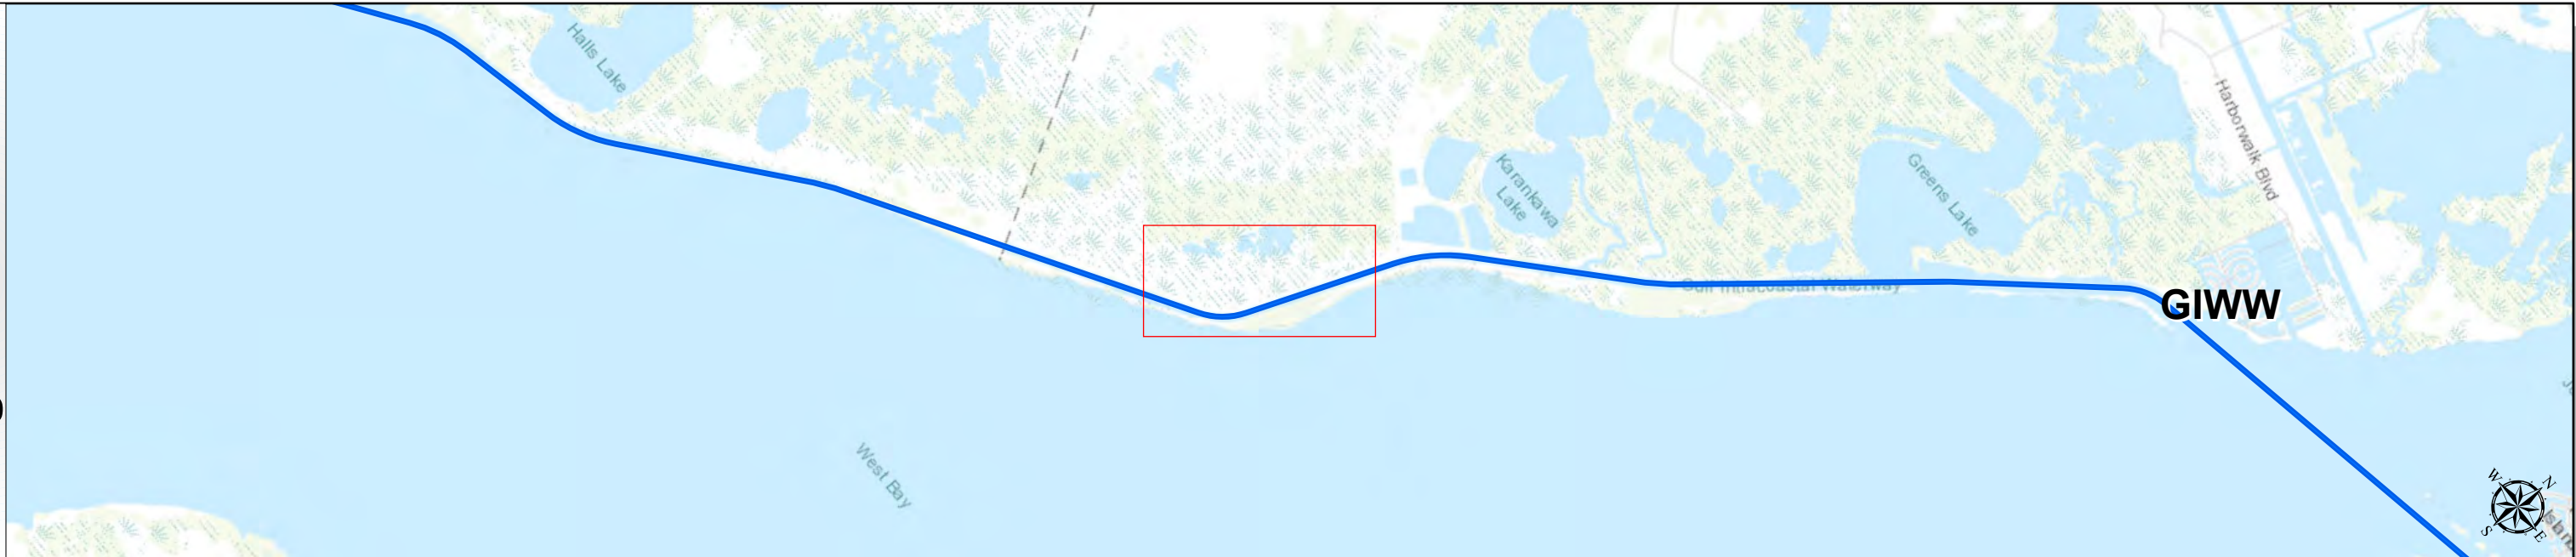 Halls Lake
Karankawa
Lake
Greens Lake
Harborwalk Blvd
Gulf Intracoastal Waterway
GIWW
West Bay
W
N
S
E